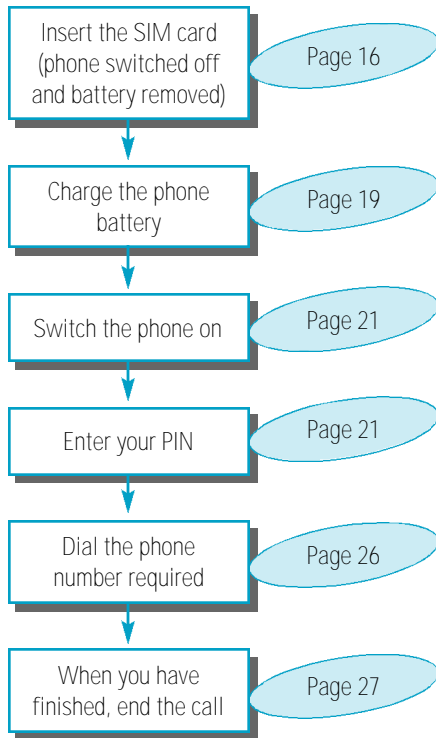 Insert the SIM card
(phone switched off
and battery removed)
Page 16
Charge the phone
battery
Page 19
Switch the phone on
Page 21
Enter your PIN
Page 21
Dial the phone
number required
Page 26
When you have
finished, end the call
Page 27